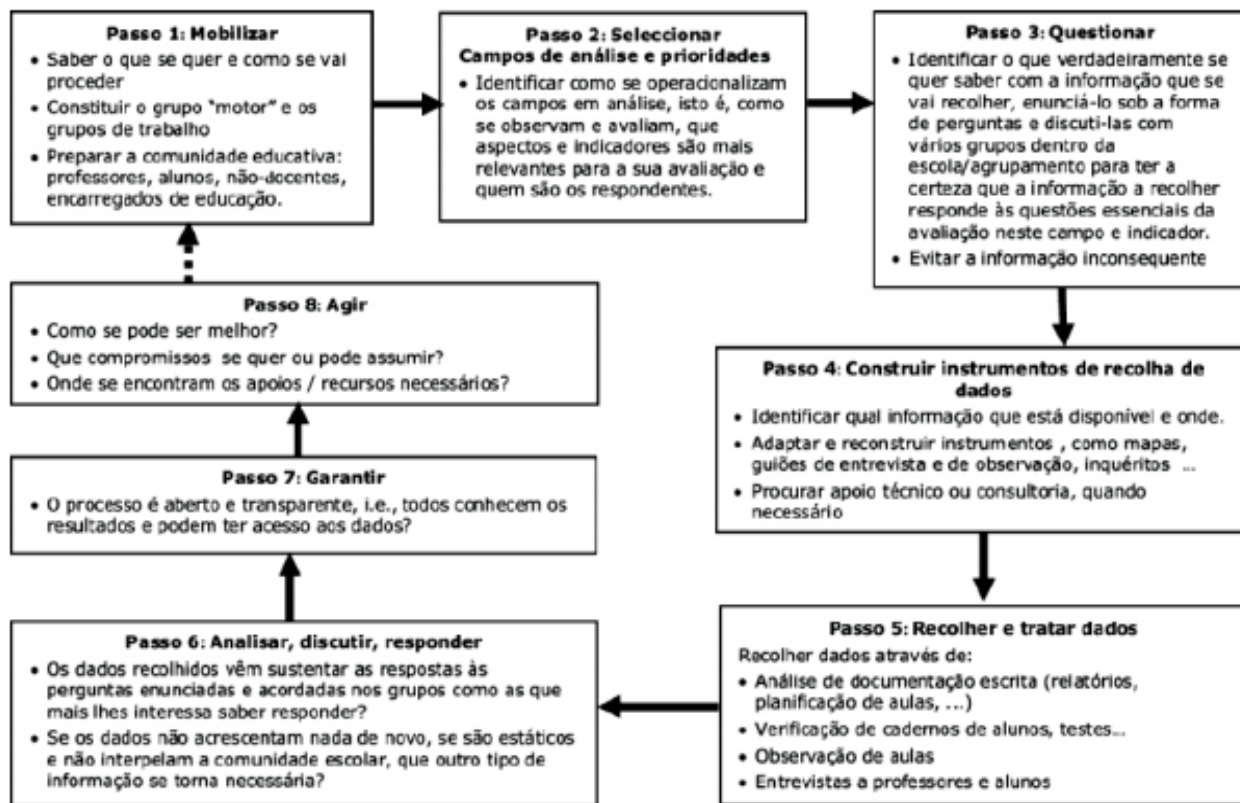 Passo 1: Mobilizar
• Saber o que se quer e como se vai
proceder
• Constituir o grupo "motor" e os
grupos de trabalho
• Preparar a comunidade educativa:
professores, alunos, não-docentes,
encarregados de educação.
Passo 2: Seleccionar
Campos de análise e prioridades
• Identificar como se operacionalizam
os campos em análise, isto é, como
se observam e avaliam, que
aspectos e indicadores são mais
relevantes para a sua avaliação e
quem são os respondentes.
Passo 3: Questionar
• Identificar o que verdadeiramente se
quer saber com a informação que se
vai recolher, enunciá-lo sob a forma
de perguntas e discuti-las com
vários grupos dentro da
escola/agrupamento para ter a
certeza que a informação a recolher
responde às questões essenciais da
avaliação neste campo e indicador.
• Evitar a informação inconsequente
Passo 4: Construir instrumentos de recolha de
dados
• Identificar qual informação que está disponível e onde.
• Adaptar e reconstruir instrumentos , como mapas,
guiões de entrevista e de observação, inquéritos ...
• Procurar apoio técnico ou consultoria, quando
necessário
Passo 5: Recolher e tratar dados
Recolher dados através de:
• Análise de documentação escrita (relatórios,
planificação de aulas, ...)
• Verificação de cadernos de alunos, testes...
• Observação de aulas
• Entrevistas a professores e alunos
Passo 6: Analisar, discutir, responder
• Os dados recolhidos vêm sustentar as respostas às
perguntas enunciadas e acordadas nos grupos como as que
mais lhes interessa saber responder?
• Se os dados não acrescentam nada de novo, se são estáticos
e não interpelam a comunidade escolar, que outro tipo de
informação se torna necessária?
Passo 7: Garantir
• O processo é aberto e transparente, i.e., todos conhecem os
resultados e podem ter acesso aos dados?
Passo 8: Agir
• Como se pode ser melhor?
• Que compromissos se quer ou pode assumir?
• Onde se encontram os apoios / recursos necessários?